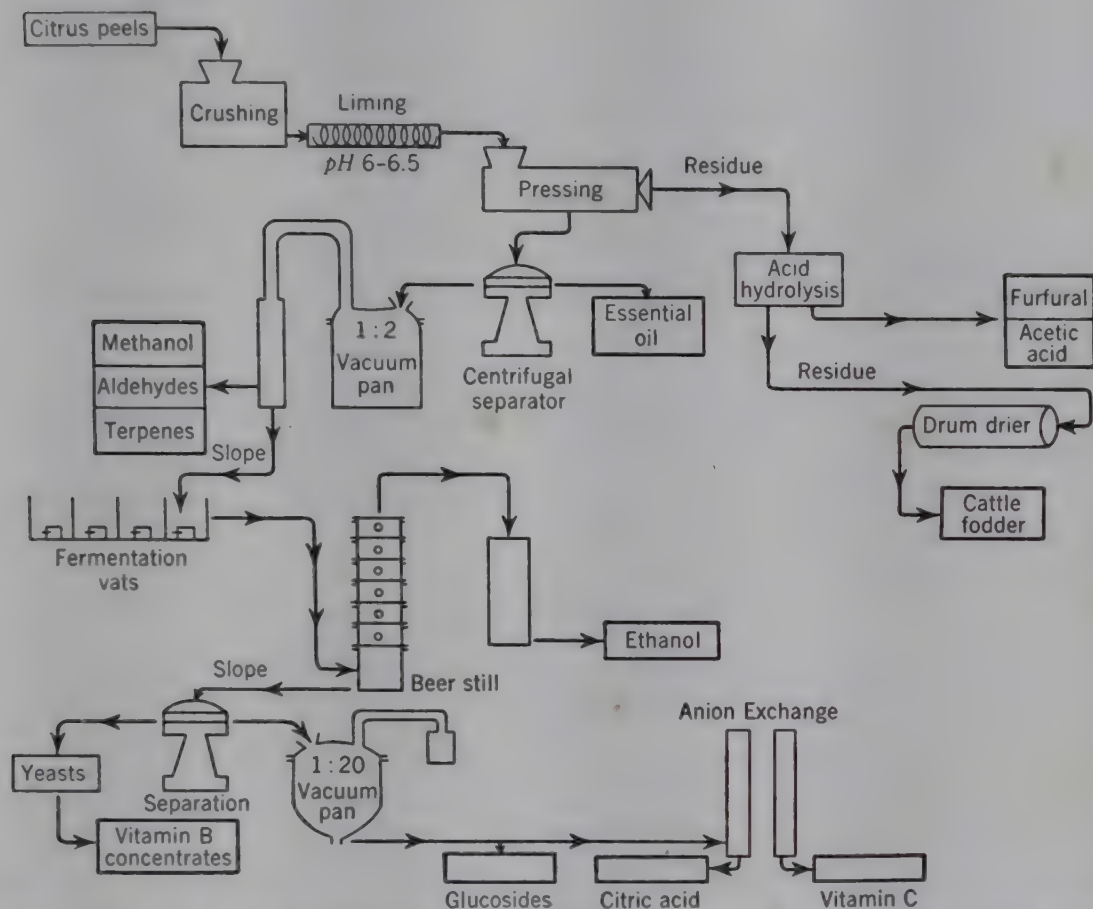 Citrus peels
Crushing
Liming
pH 6-6.5
Pressing
Residue
Acid
hydrolysis
Furfural
Acetic
acid
Essential
oil
1:2
Vacuum
pan
Centrifugal
separator
Methanol
Aldehydes
Terpenes
Residue
Drum drier
Slope
Cattle
fodder
Fermentation
vats
Ethanol
Slope
Beer still
Anion Exchange
Yeasts
Separation
1:20
Vacuum
pan
Vitamin B
concentrates
Glucosides
Citric acid
Vitamin C